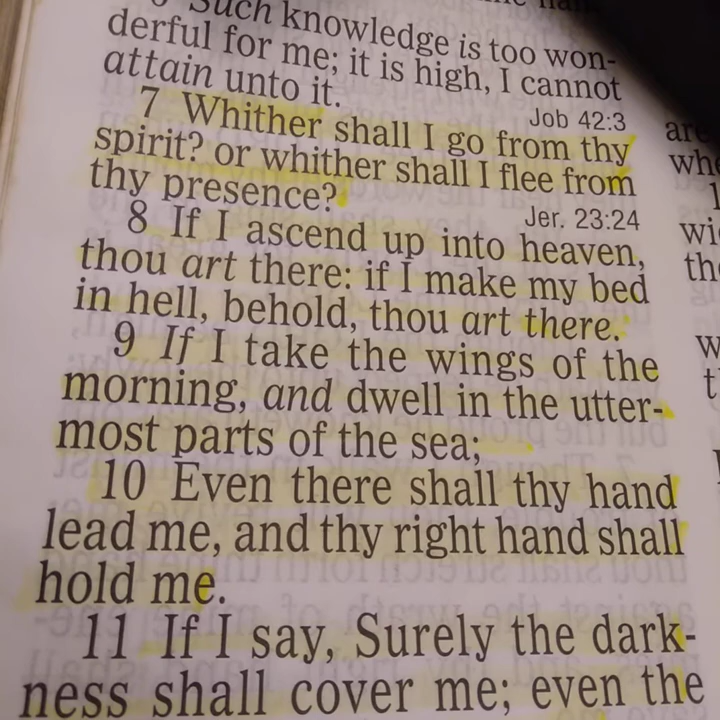 Such knowledge is too won-
derful for me; it is high, I cannot
attain unto it.
Job 42:3
7 Whither shall I go from thy
spirit? or whither shall I flee from
thy presence?
Jer. 23:24
8 If I ascend up into heaven,
thou art there: if I make my bed
in hell, behold, thou art there.
9 If I take the wings of the
morning, and dwell in the utter-
most parts of the sea;
10 Even there shall thy hand
lead me, and thy right hand shall
hold me.
11 If I say, Surely the dark-
ness shall cover me; even the